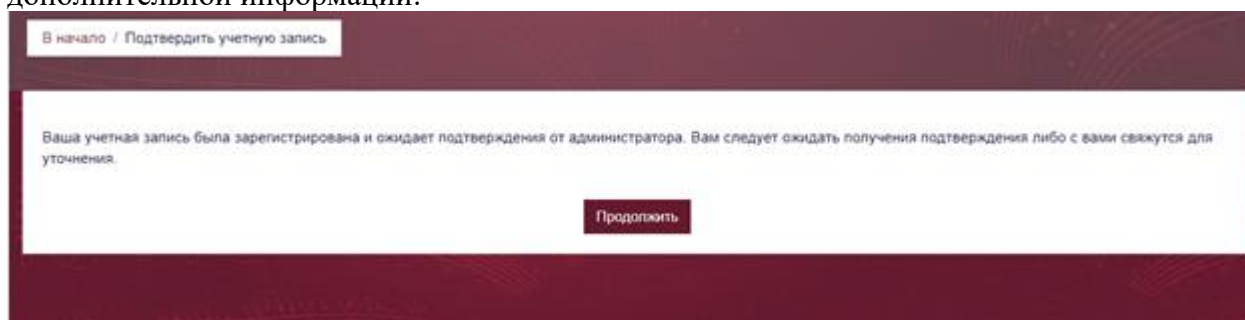 дополнительной информации.
В начало / Подтвердить учетную запись
Ваша учетная запись была зарегистрирована и ожидает подтверждения от администратора. Вам следует ожидать получения подтверждения либо с вами свяжутся для
уточнения.
Продолжить